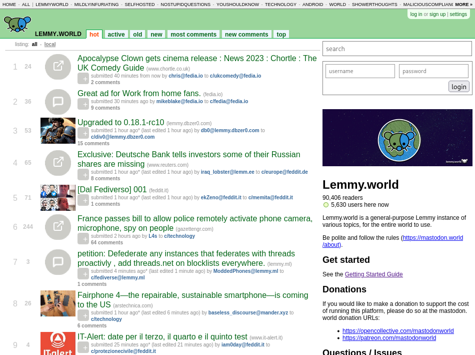 HOME - ALL | LEMMYWORLD - MILDLYINFURIATING - SELFHOSTED - NOSTUPIDQUESTIONS - YOUSHOULDKNOW - TECHNOLOGY - ANDROID - WORLD - SHOWERTHOUGHTS - MALICIOUSCOMPLIAN MORE »
log in or sign up | settings
LEMMY.WORLD hot active old new most comments new comments top
listing: all - local
search
1 24 Apocalypse Clown gets cinema release : News 2023 : Chortle : The UK Comedy Guide (www.chortle.co.uk)
submitted 40 minutes from now by chris@fedia.io to ukcomedy@fedia.io
2 comments
username password
login
2 36 Great ad for Work from home fans. (fedia.io)
submitted 30 minutes ago by mikeblake@fedia.io to fedia@fedia.io
9 comments
3 53 Upgraded to 0.18.1-rc10 (lemmy.dbzer0.com)
submitted 1 hour ago* (last edited 1 hour ago) by db0@lemmy.dbzer0.com to
c/div0@lemmy.dbzer0.com
15 comments
4 65 Exclusive: Deutsche Bank tells investors some of their Russian
shares are missing (www.reuters.com)
submitted 1 hour ago* (last edited 1 hour ago) by iraq_lobster@lemm.ee to c/europe@feddit.de
8 comments
5 71 [Dal Fediverso] 001 (feddit.it)
submitted 1 hour ago* (last edited 1 hour ago) by ekZeno@feddit.it to c/memila@feddit.it
1 comments
6 244 France passes bill to allow police remotely activate phone camera,
microphone, spy on people (gazettengr.com)
submitted 2 hours ago by L4s to c/technology
64 comments
7 3 petition: Defederate any instances that federates with threads
proactivly , add threads.net on blocklists everywhere. (lemmy.ml)
submitted 4 minutes ago* (last edited 1 minute ago) by ModdedPhones@lemmy.ml to
c/fediverse@lemmy.ml
1 comments
8 26 Fairphone 4—the repairable, sustainable smartphone—is coming
to the US (arstechnica.com)
submitted 1 hour ago* (last edited 6 minutes ago) by baseless_discourse@mander.xyz to
c/technology
6 comments
9 4 IT-Alert: date per il terzo, il quarto e il quinto test (www.it-alert.it)
submitted 25 minutes ago* (last edited 21 minutes ago) by iwn0day@feddit.it to
c/protezionecivile@feddit.it
IT-alert
Lemmy.world
90,406 readers
5,630 users here now
Lemmy.world is a general-purpose Lemmy instance of
various topics, for the entire world to use.
Be polite and follow the rules (https://mastodon.world
/about).
Get started
See the Getting Started Guide
Donations
If you would like to make a donation to support the cost
of running this platform, please do so at the mastodon.
world donation URLs:
https://opencollective.com/mastodonworld
https://patreon.com/mastodonworld
Questions / Issues